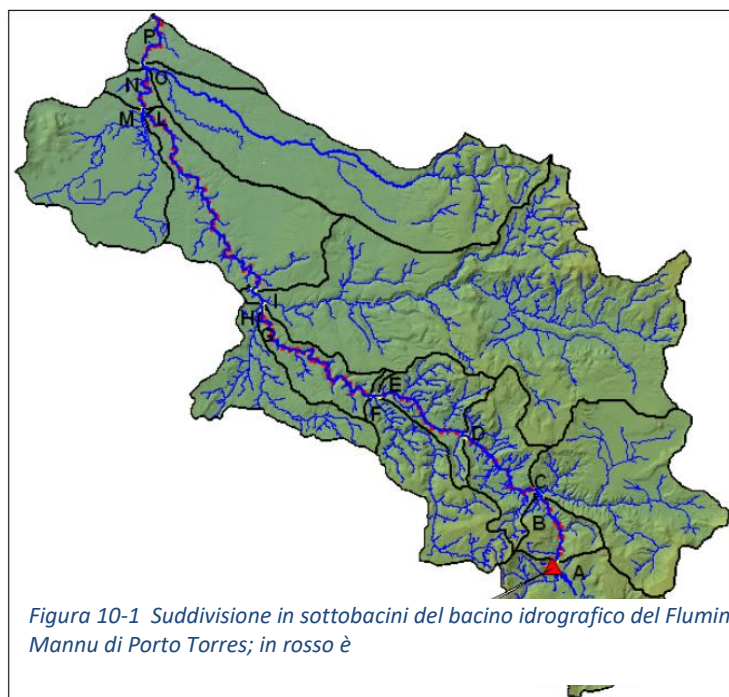 P
N O
M L
I
H
G
E
F
D
C
B
A
Figura 10-1 Suddivisione in sottobacini del bacino idrografico del Flumin
Mannu di Porto Torres; in rosso è